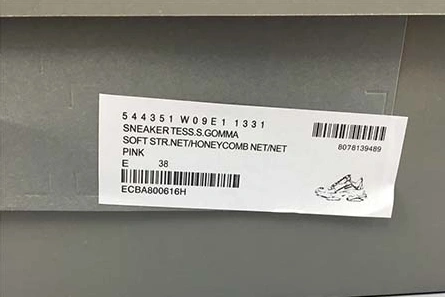 544351 W09E1 1331
SNEAKER TESS.S.GOMMA
SOFT STR.NET/HONEYCOMB NET/NET
PINK
E 38
ECBA800616H
8078139489